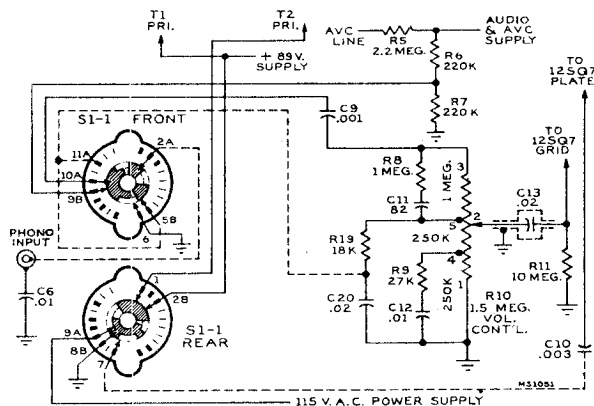 T1
PRI.
T2
PRI.
+ 89V.
SUPPLY
AVC
LINE
R5
2.2 MEG.
AUDIO
& AVC
SUPPLY
R6
220K
R7
220 K
TO
12SQ7
PLATE
TO
12SQ7
GRID
S1-1 FRONT
2A
11A
10A
9B
5B
6
C9
.001
R8
1 MEG.
C11
82
3
1 MEG.
5
2
C13
.02
250K
4
250K
1
R19
18K
R9
27K
C20
.02
C12
.01
R10
1.5 MEG.
VOL.
CONT'L.
R11
10 MEG.
C10
.003
PHONO
INPUT
C6
.01
1
2B
S1-1
REAR
9A
8B
7
MS1051
115 V. A.C. POWER SUPPLY